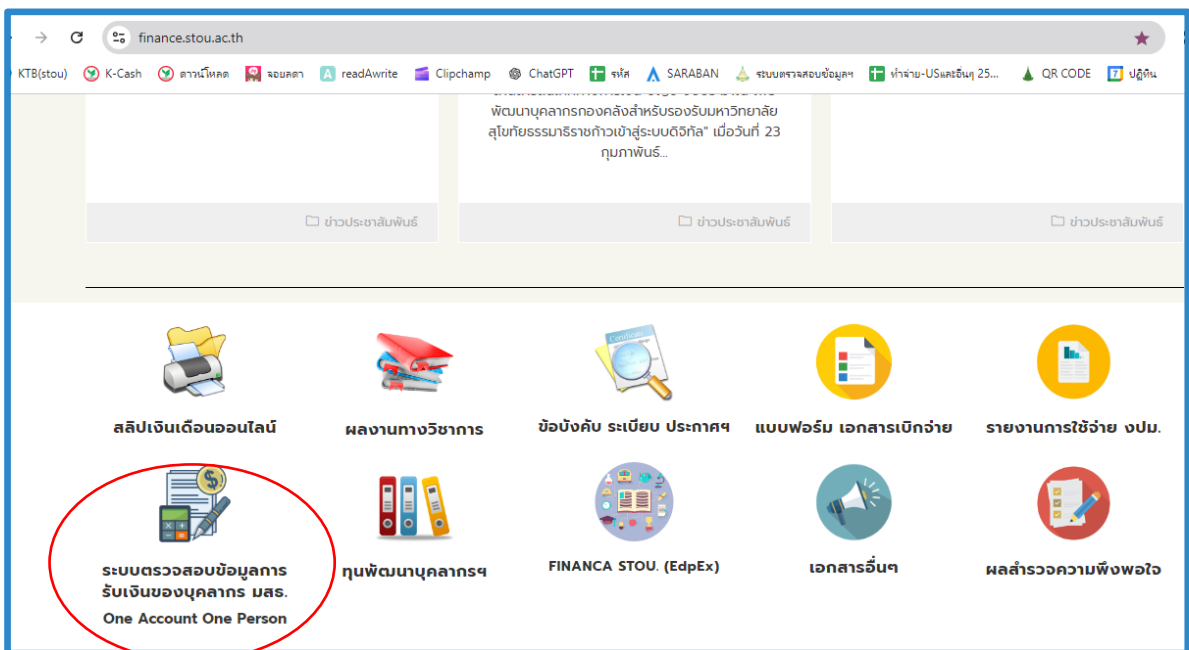 finance.stou.ac.th
KTB(stou) K-Cash ดาวน์โหลด จอบลดา readAwrite Clipchamp ChatGPT รหัส SARABAN ระบบตรวจสอบข้อมูลฯ ทำจ่าย-USและอื่นๆ 25... QR CODE ปฏิทิน
พัฒนาบุคลากรกองคลังสำหรับรองรับมหาวิทยาลัย
สุโขทัยธรรมาธิราชก้าวเข้าสู่ระบบดิจิทัล" เมื่อวันที่ 23
กุมภาพันธ์...
ข่าวประชาสัมพันธ์ ข่าวประชาสัมพันธ์ ข่าวประชาสัมพันธ์
Certificate
สลิปเงินเดือนออนไลน์
ผลงานทางวิชาการ
ข้อบังคับ ระเบียบ ประกาศฯ
แบบฟอร์ม เอกสารเบิกจ่าย
รายงานการใช้จ่าย งปม.
ระบบตรวจสอบข้อมูลการ
รับเงินของบุคลากร มสธ.
One Account One Person
ทุนพัฒนาบุคลากรฯ
FINANCA STOU. (EdpEx)
เอกสารอื่นๆ
ผลสำรวจความพึงพอใจ